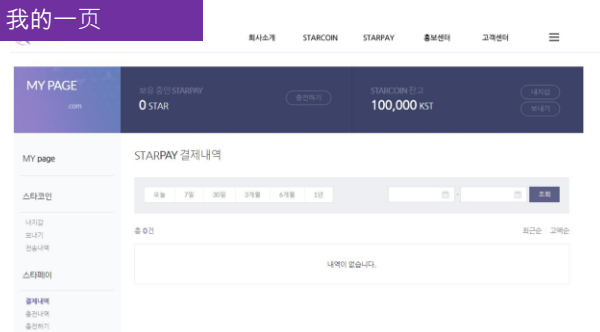 我的一页
회사소개 STARCOIN STARPAY 홍보센터 고객센터
MY PAGE
.com
보유 중인 STARPAY
0 STAR
충전하기
STARCOIN 잔고
100,000 KST
내지갑
보내기
MY page
STARPAY 결제내역
오늘 7일 30일 3개월 6개월 1년 - 조회
스타코인
내지갑
보내기
전송내역
총 0건
최근순 고액순
내역이 없습니다.
스타페이
결제내역
충전내역
충전하기